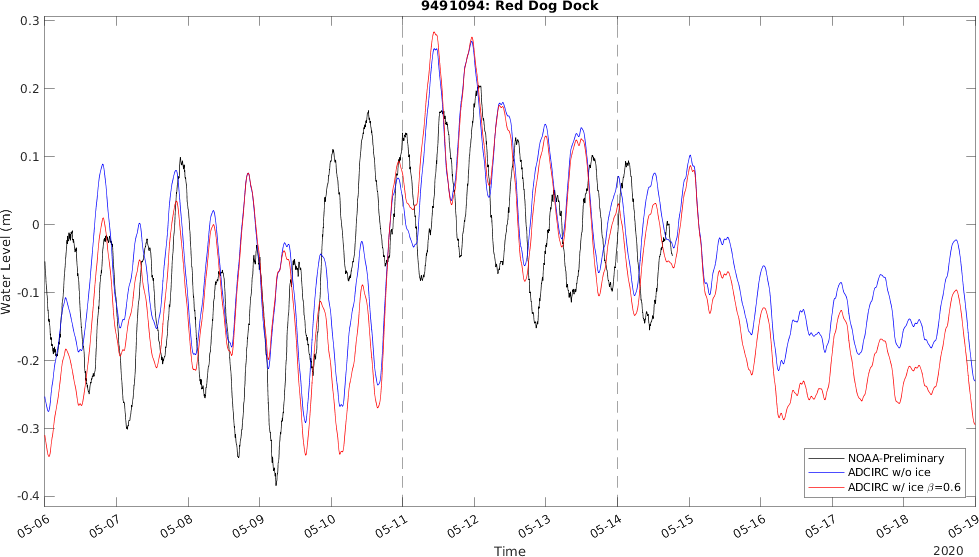 9491094: Red Dog Dock
Water Level (m)
0.3
0.2
0.1
0
-0.1
-0.2
-0.3
-0.4
NOAA-Preliminary
ADCIRC w/o ice
ADCIRC w/ ice β=0.6
05-06 05-07 05-08 05-09 05-10 05-11 05-12 05-13 05-14 05-15 05-16 05-17 05-18 05-19
Time
2020